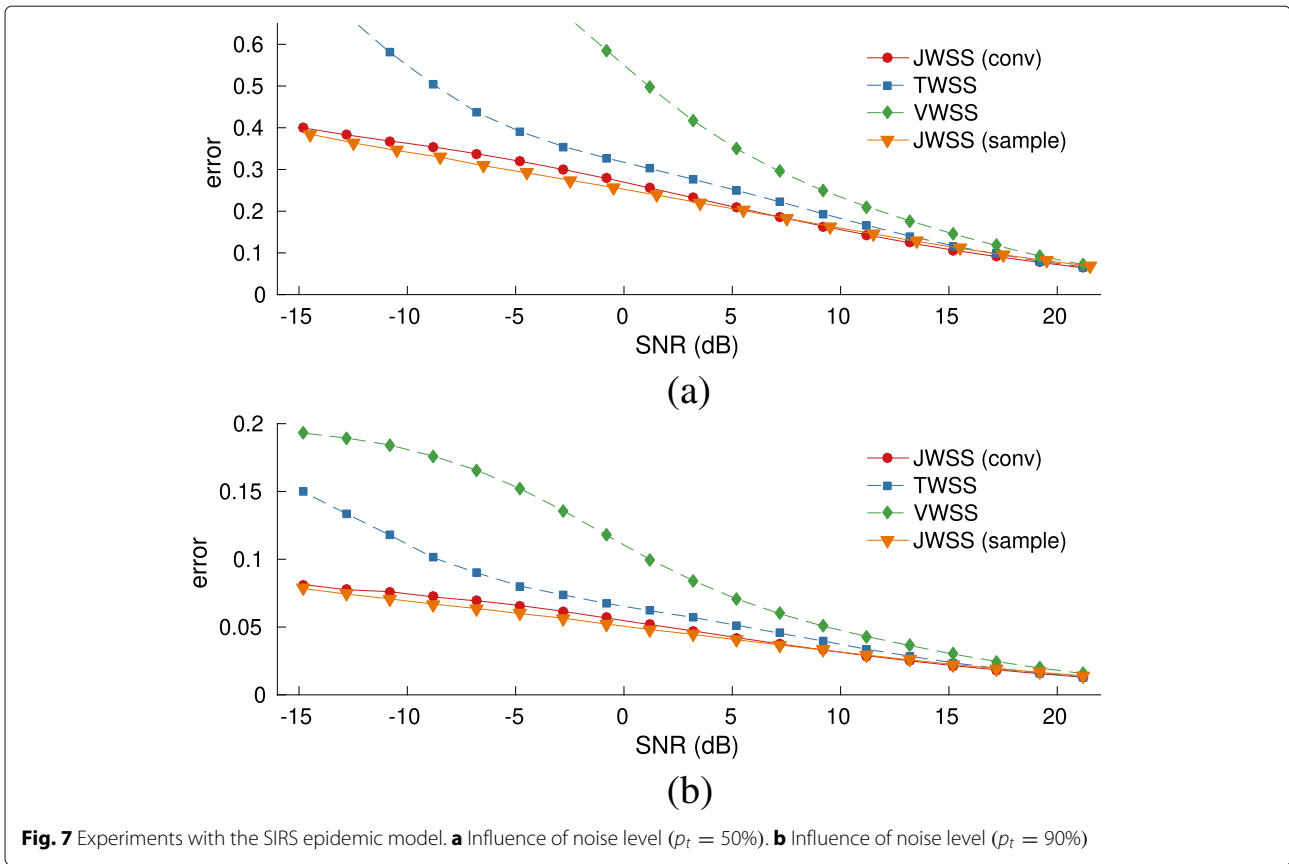 0.6
0.5
0.4
0.3
0.2
0.1
0
error
JWSS (conv)
TWSS
VWSS
JWSS (sample)
-15 -10 -5 0 5 10 15 20
SNR (dB)
(a)
0.2
0.15
0.1
0.05
0
error
JWSS (conv)
TWSS
VWSS
JWSS (sample)
-15 -10 -5 0 5 10 15 20
SNR (dB)
(b)
Fig. 7 Experiments with the SIRS epidemic model. a Influence of noise level (pₜ = 50%). b Influence of noise level (pₜ = 90%)